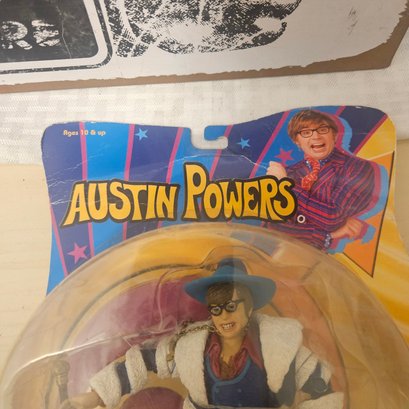 RE
Ages 10 & up
AUSTIN POWERS